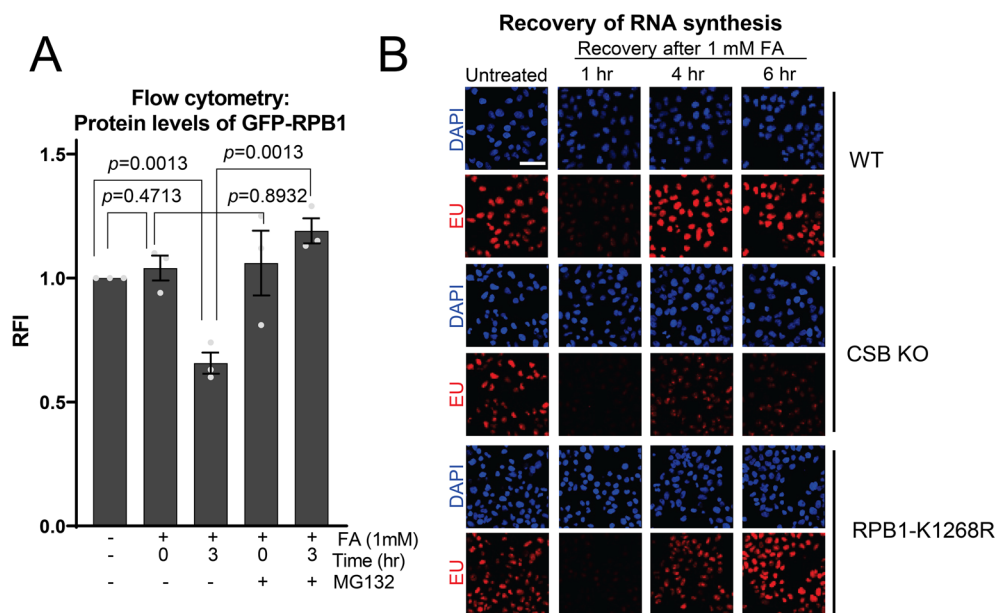 A
Flow cytometry:
Protein levels of GFP-RPB1
1.5
p=0.0013
p=0.0013
p=0.4713
p=0.8932
1.0
RFI
0.5
0.0
- + + + + FA (1mM)
- 0 3 0 3 Time (hr)
- - - + + MG132
B
Recovery of RNA synthesis
Recovery after 1 mM FA
Untreated 1 hr 4 hr 6 hr
DAPI
EU
WT
DAPI
EU
CSB KO
DAPI
EU
RPB1-K1268R